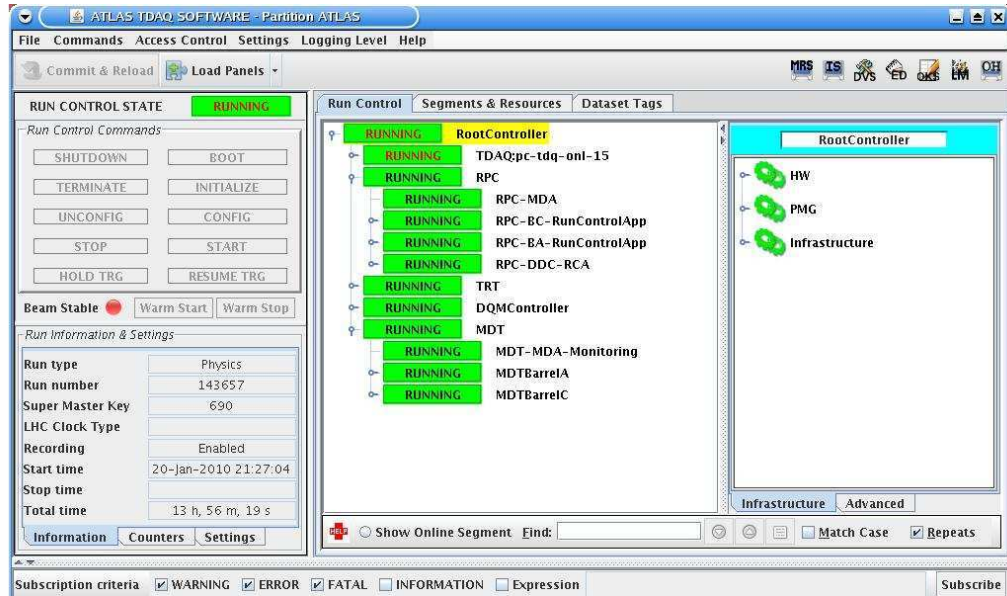 ATLAS TDAQ SOFTWARE - Partition ATLAS
File Commands Access Control Settings Logging Level Help
Commit & Reload Load Panels MRS IS DVS ED OKS LM OH
RUN CONTROL STATE RUNNING
Run Control Commands
SHUTDOWN BOOT
TERMINATE INITIALIZE
UNCONFIG CONFIG
STOP START
HOLD TRG RESUME TRG
Beam Stable Warm Start Warm Stop
Run Information & Settings
Run type Physics
Run number 143657
Super Master Key 690
LHC Clock Type
Recording Enabled
Start time 20-Jan-2010 21:27:04
Stop time
Total time 13 h, 56 m, 19 s
Information Counters Settings
Run Control Segments & Resources Dataset Tags
RUNNING RootController
RUNNING TDAQ:pc-tdq-onl-15
RUNNING RPC
RUNNING RPC-MDA
RUNNING RPC-BC-RunControlApp
RUNNING RPC-BA-RunControlApp
RUNNING RPC-DDC-RCA
RUNNING TRT
RUNNING DQMController
RUNNING MDT
RUNNING MDT-MDA-Monitoring
RUNNING MDTBarrelA
RUNNING MDTBarrelC
RootController
HW
PMG
Infrastructure
Infrastructure Advanced
HELP Show Online Segment Find: Match Case Repeats
Subscription criteria WARNING ERROR FATAL INFORMATION Expression Subscribe